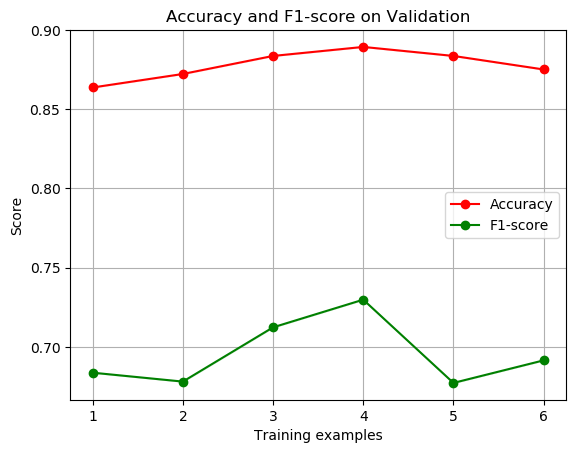 Accuracy and F1-score on Validation
0.90
0.85
0.80
0.75
0.70
Score
Accuracy
F1-score
1 2 3 4 5 6
Training examples